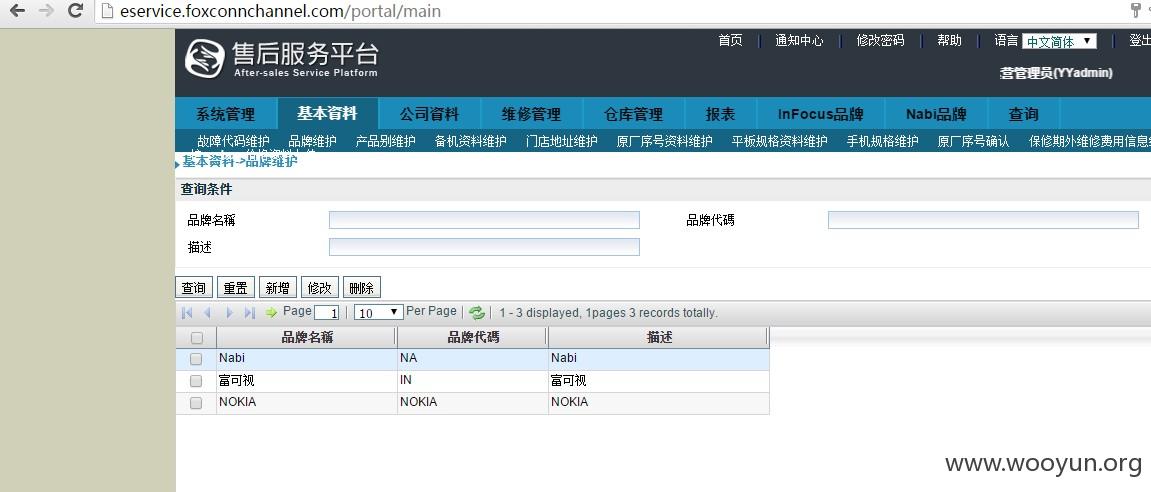 eservice.foxconnchannel.com/portal/main
售后服务平台
After-sales Service Platform
首页 通知中心 修改密码 帮助 语言 中文简体 登出
营管理员(YYadmin)
系统管理 基本资料 公司资料 维修管理 仓库管理 报表 InFocus品牌 Nabi品牌 查询
故障代码维护 品牌维护 产品别维护 备机资料维护 门店地址维护 原厂序号资料维护 平板规格资料维护 手机规格维护 原厂序号确认 保修期外维修费用信息
基本资料->品牌维护
查询条件
品牌名稱 品牌代碼
描述
查询 重置 新增 修改 删除
Page 1 10 Per Page 1 - 3 displayed, 1pages 3 records totally.
品牌名稱 品牌代碼 描述
Nabi NA Nabi
富可视 IN 富可视
NOKIA NOKIA NOKIA
www.wooyun.org